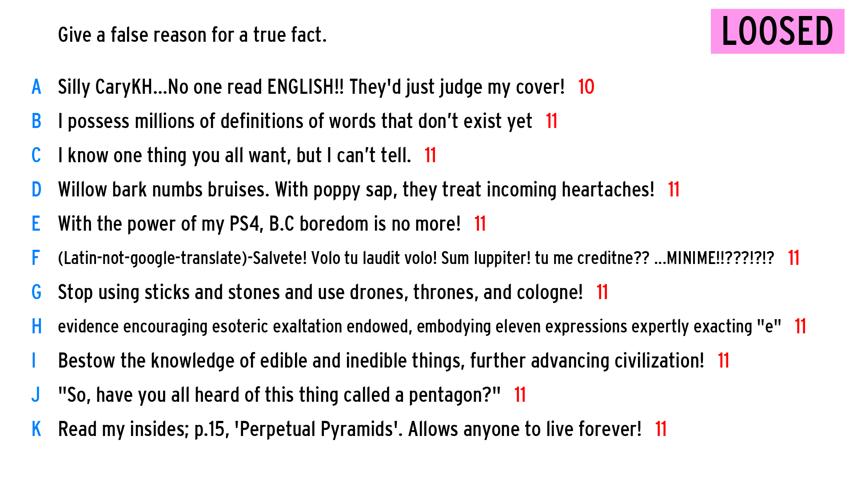 Give a false reason for a true fact.
LOOSED
A Silly CaryKH...No one read ENGLISH!! They'd just judge my cover! 10
B I possess millions of definitions of words that don’t exist yet 11
C I know one thing you all want, but I can’t tell. 11
D Willow bark numbs bruises. With poppy sap, they treat incoming heartaches! 11
E With the power of my PS4, B.C boredom is no more! 11
F (Latin-not-google-translate)-Salvete! Volo tu laudit volo! Sum Iuppiter! tu me creditne?? ...MINIME!!???!?!? 11
G Stop using sticks and stones and use drones, thrones, and cologne! 11
H evidence encouraging esoteric exaltation endowed, embodying eleven expressions expertly exacting "e" 11
I Bestow the knowledge of edible and inedible things, further advancing civilization! 11
J "So, have you all heard of this thing called a pentagon?" 11
K Read my insides; p.15, 'Perpetual Pyramids'. Allows anyone to live forever! 11